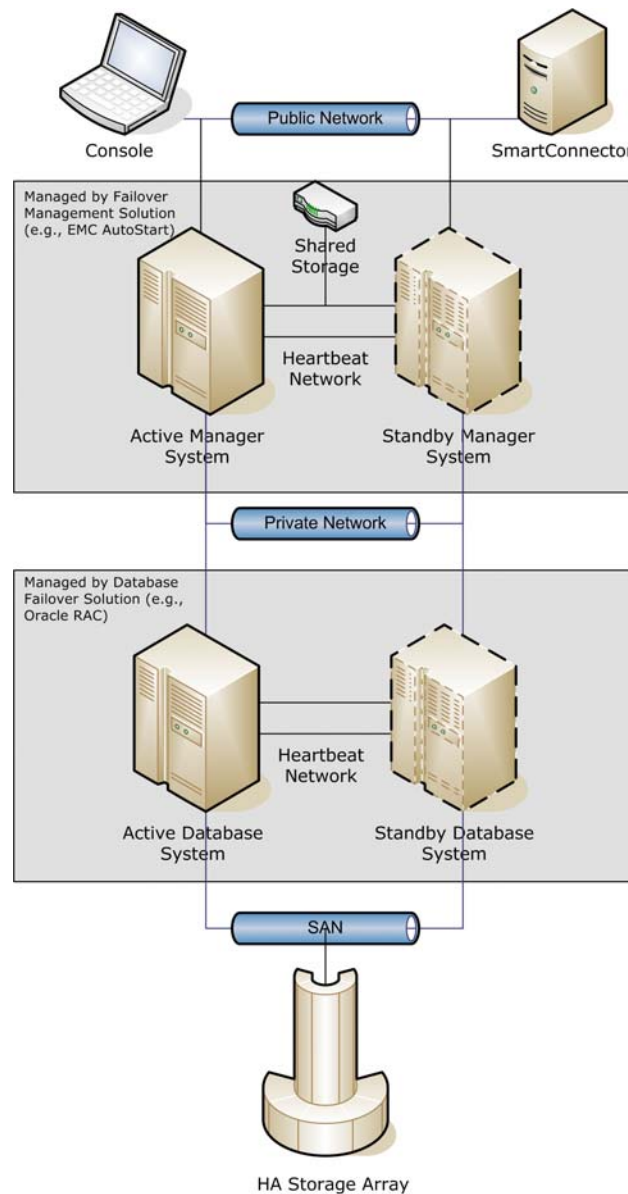 Public Network
Console
SmartConnector
Managed by Failover
Management Solution
(e.g., EMC AutoStart)
Shared
Storage
Heartbeat
Network
Active Manager
System
Standby Manager
System
Private Network
Managed by Database
Failover Solution (e.g.,
Oracle RAC)
Heartbeat
Network
Active Database
System
Standby Database
System
SAN
HA Storage Array